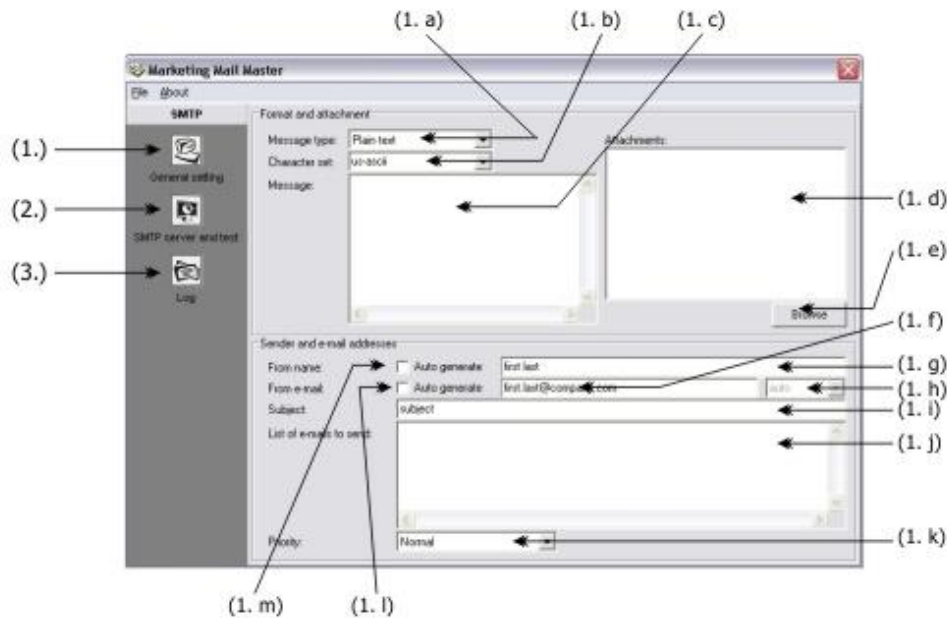 (1. a)
(1. b)
(1. c)
Marketing Mail Master
File About
SMTP
Format and attachment
(1.)
Message type:
Plain text
Attachments:
Character set:
us-ascii
General setting
Message:
(1. d)
(2.)
SMTP server and test
(1. e)
(3.)
Log
Browse
(1. f)
Sender and e-mail addresses
From name:
Auto generate
first last
(1. g)
From e-mail:
Auto generate
first.last@company.com
auto
(1. h)
Subject:
subject
(1. i)
List of e-mails to send:
(1. j)
Priority:
Normal
(1. k)
(1. m)
(1. l)